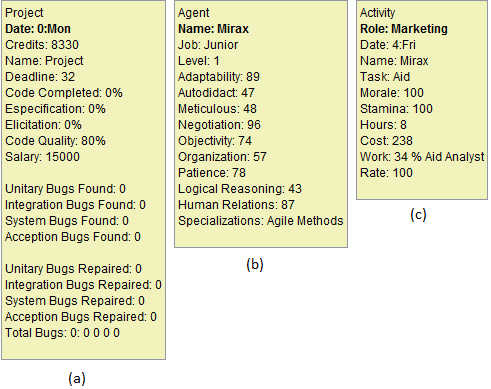 Project
Date: 0:Mon
Credits: 8330
Name: Project
Deadline: 32
Code Completed: 0%
Especification: 0%
Elicitation: 0%
Code Quality: 80%
Salary: 15000
Unitary Bugs Found: 0
Integration Bugs Found: 0
System Bugs Found: 0
Acception Bugs Found: 0
Unitary Bugs Repaired: 0
Integration Bugs Repaired: 0
System Bugs Repaired: 0
Acception Bugs Repaired: 0
Total Bugs: 0: 0 0 0 0
(a)
Agent
Name: Mirax
Job: Junior
Level: 1
Adaptability: 89
Autodidact: 47
Meticulous: 48
Negotiation: 96
Objectivity: 74
Organization: 57
Patience: 78
Logical Reasoning: 43
Human Relations: 87
Specializations: Agile Methods
(b)
Activity
Role: Marketing
Date: 4:Fri
Name: Mirax
Task: Aid
Morale: 100
Stamina: 100
Hours: 8
Cost: 238
Work: 34 % Aid Analyst
Rate: 100
(c)